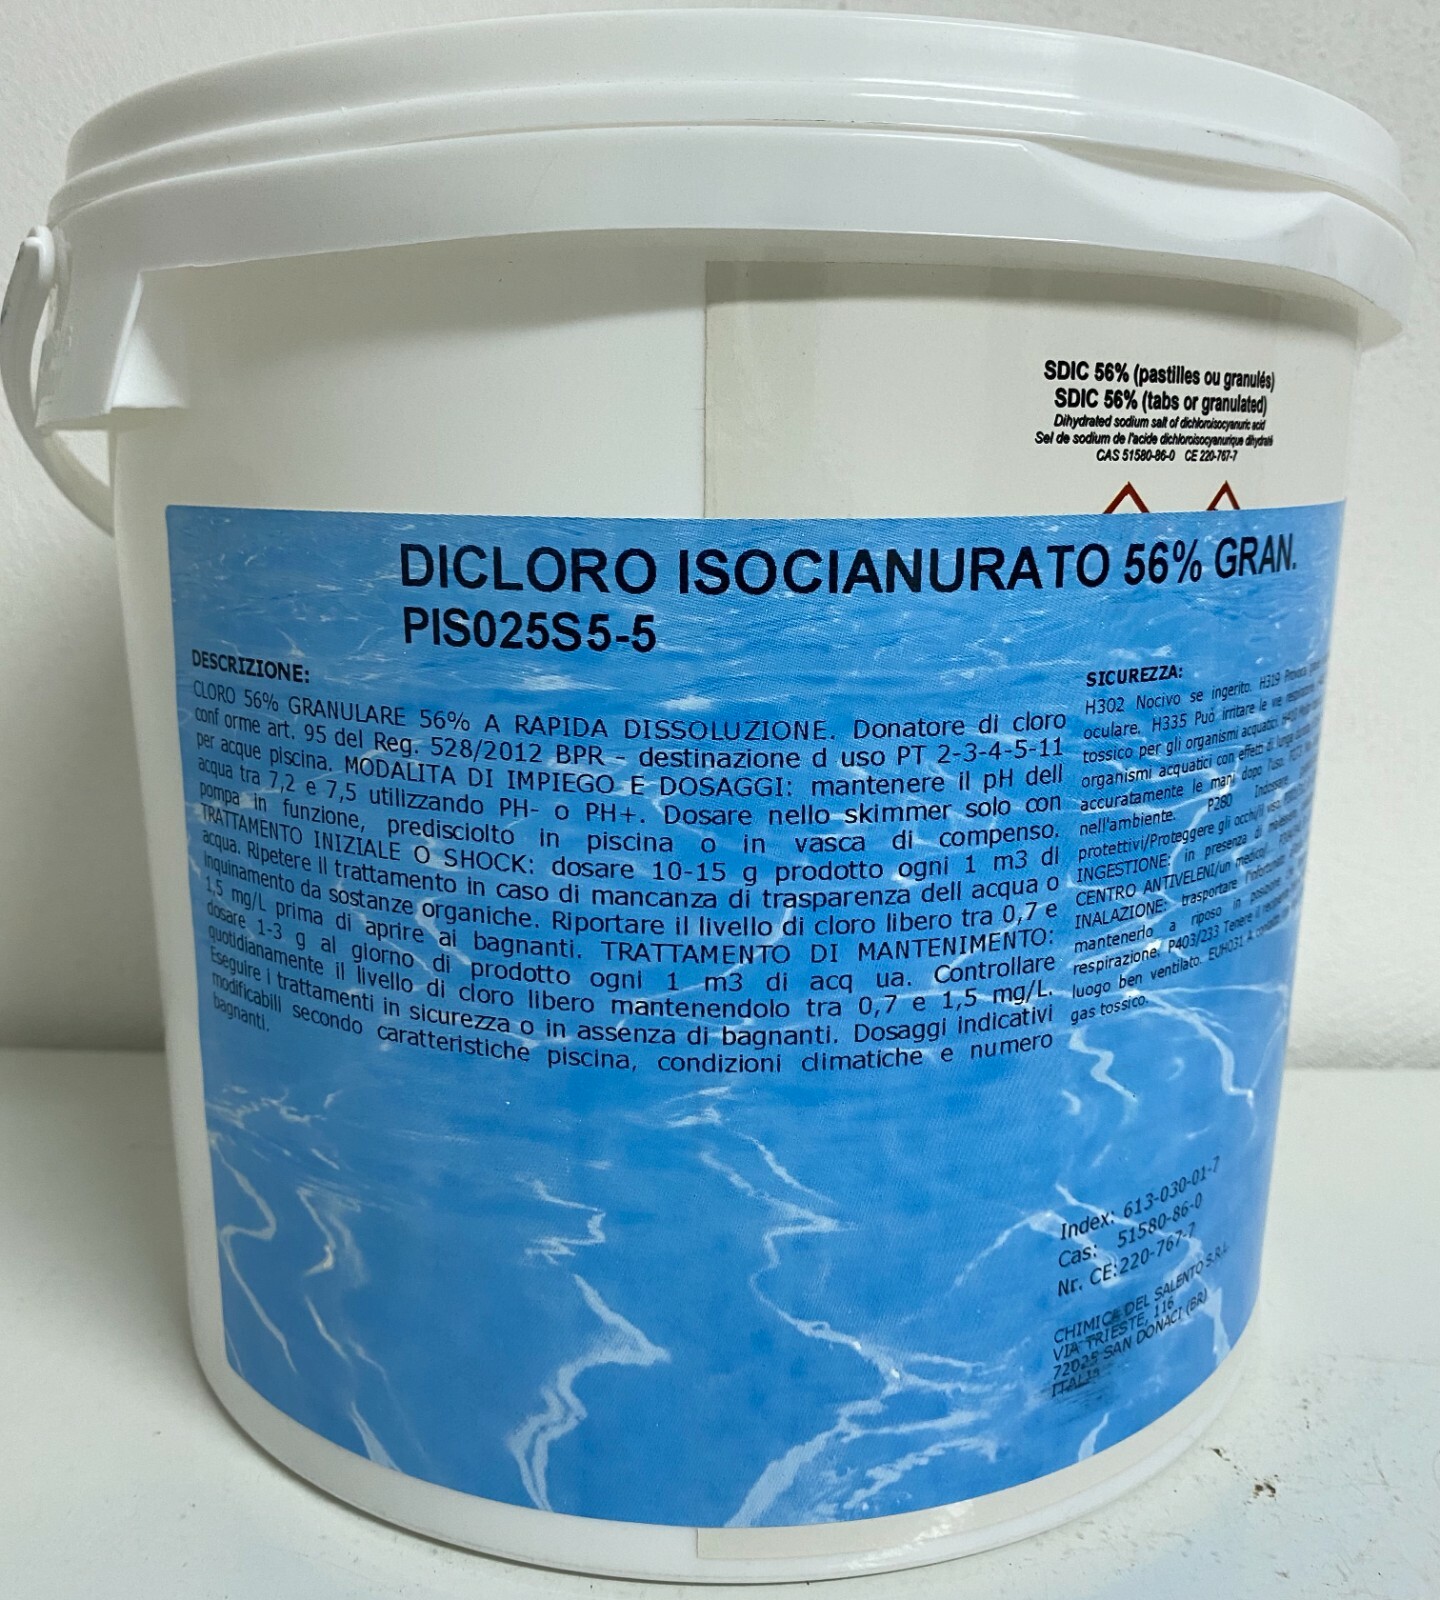 SDIC 56% (pastilles ou granulés)
SDIC 56% (tabs or granulated)
Dihydrated sodium salt of dichloroisocyanuric acid
Sel de sodium de l'acide dichloroisocyanurique dihydraté
CAS 51580-86-0 CE 220-767-7
DICLORO ISOCIANURATO 56% GRAN.
PIS025S5-5
DESCRIZIONE:
CLORO 56% GRANULARE 56% A RAPIDA DISSOLUZIONE. Donatore di cloro
conf orme art. 95 del Reg. 528/2012 BPR - destinazione d uso PT 2-3-4-5-11
per acque piscina. MODALITA DI IMPIEGO E DOSAGGI: mantenere il pH dell
acqua tra 7,2 e 7,5 utilizzando PH- o PH+. Dosare nello skimmer solo con
pompa in funzione, predisciolto in piscina o in vasca di compenso.
TRATTAMENTO INIZIALE O SHOCK: dosare 10-15 g prodotto ogni 1 m3 di
acqua. Ripetere il trattamento in caso di mancanza di trasparenza dell acqua o
inquinamento da sostanze organiche. Riportare il livello di cloro libero tra 0,7 e
1,5 mg/L prima di aprire ai bagnanti. TRATTAMENTO DI MANTENIMENTO:
dosare 1-3 g al giorno di prodotto ogni 1 m3 di acq ua. Controllare
quotidianamente il livello di cloro libero mantenendolo tra 0,7 e 1,5 mg/L.
Eseguire i trattamenti in sicurezza o in assenza di bagnanti. Dosaggi indicativi
modificabili secondo caratteristiche piscina, condizioni climatiche e numero
bagnanti.
SICUREZZA:
H302 Nocivo se ingerito. H319 Provoca
oculare. H335 Può irritare le vie respiratorie.
tossico per gli organismi acquatici
organismi acquatici con effetti di lunga
accuratamente le mani dopo l'uso. P273
nell'ambiente. P280 Indossare
protettivi/Proteggere gli occhi/il viso
INGESTIONE: in presenza di malessere
CENTRO ANTIVELENI/un medico/
INALAZIONE: trasportare l'infortunato
mantenerlo a riposo in posizione che
respirazione. P403/233 Tenere il recipiente
luogo ben ventilato. EUH031 A contatto
gas tossico.
Index: 613-030-01-7
Cas: 51580-86-0
Nr. CE:220-767-7
CHIMICA DEL SALENTO S.R.L.
VIA TRIESTE, 116
72025 SAN DONACI (BR)
ITALIA